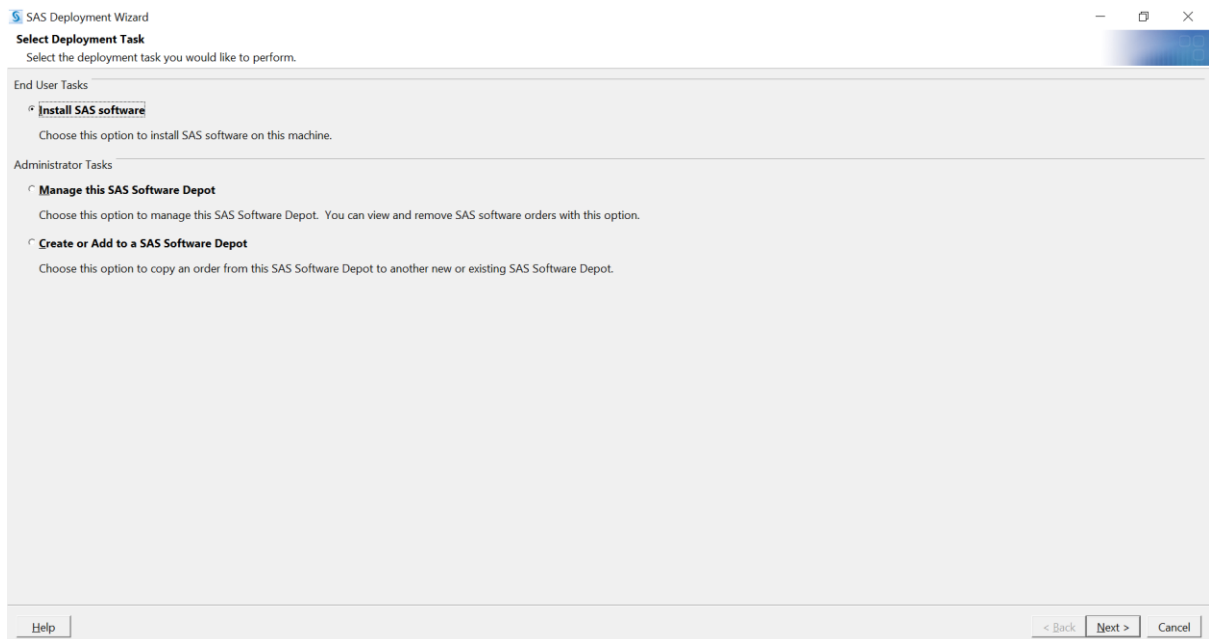 SAS Deployment Wizard
Select Deployment Task
Select the deployment task you would like to perform.
End User Tasks
Install SAS software
Choose this option to install SAS software on this machine.
Administrator Tasks
Manage this SAS Software Depot
Choose this option to manage this SAS Software Depot. You can view and remove SAS software orders with this option.
Create or Add to a SAS Software Depot
Choose this option to copy an order from this SAS Software Depot to another new or existing SAS Software Depot.
Help < Back Next > Cancel